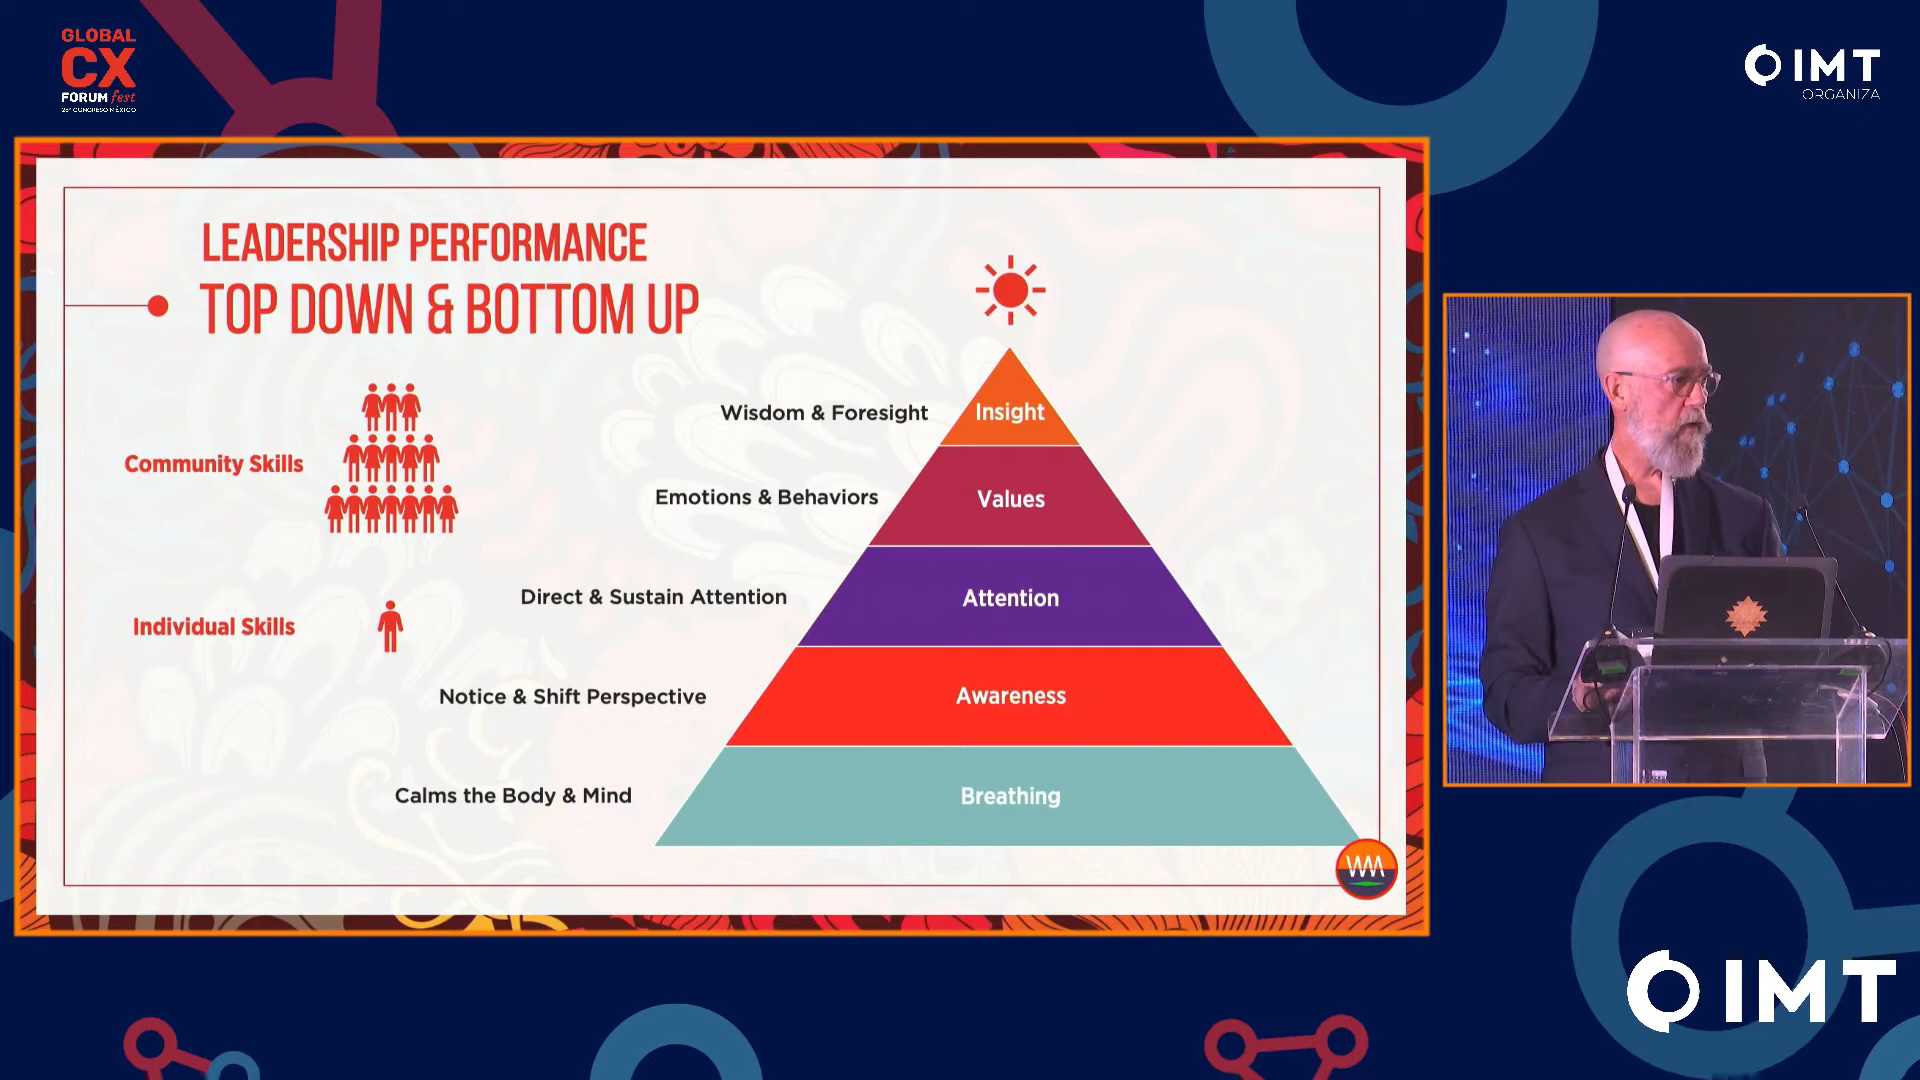 GLOBAL
CX
FORUM fest
IMT
ORGANIZA
LEADERSHIP PERFORMANCE
TOP DOWN & BOTTOM UP
Wisdom & Foresight
Insight
Community Skills
Emotions & Behaviors
Values
Direct & Sustain Attention
Attention
Individual Skills
Notice & Shift Perspective
Awareness
Calms the Body & Mind
Breathing
IMT